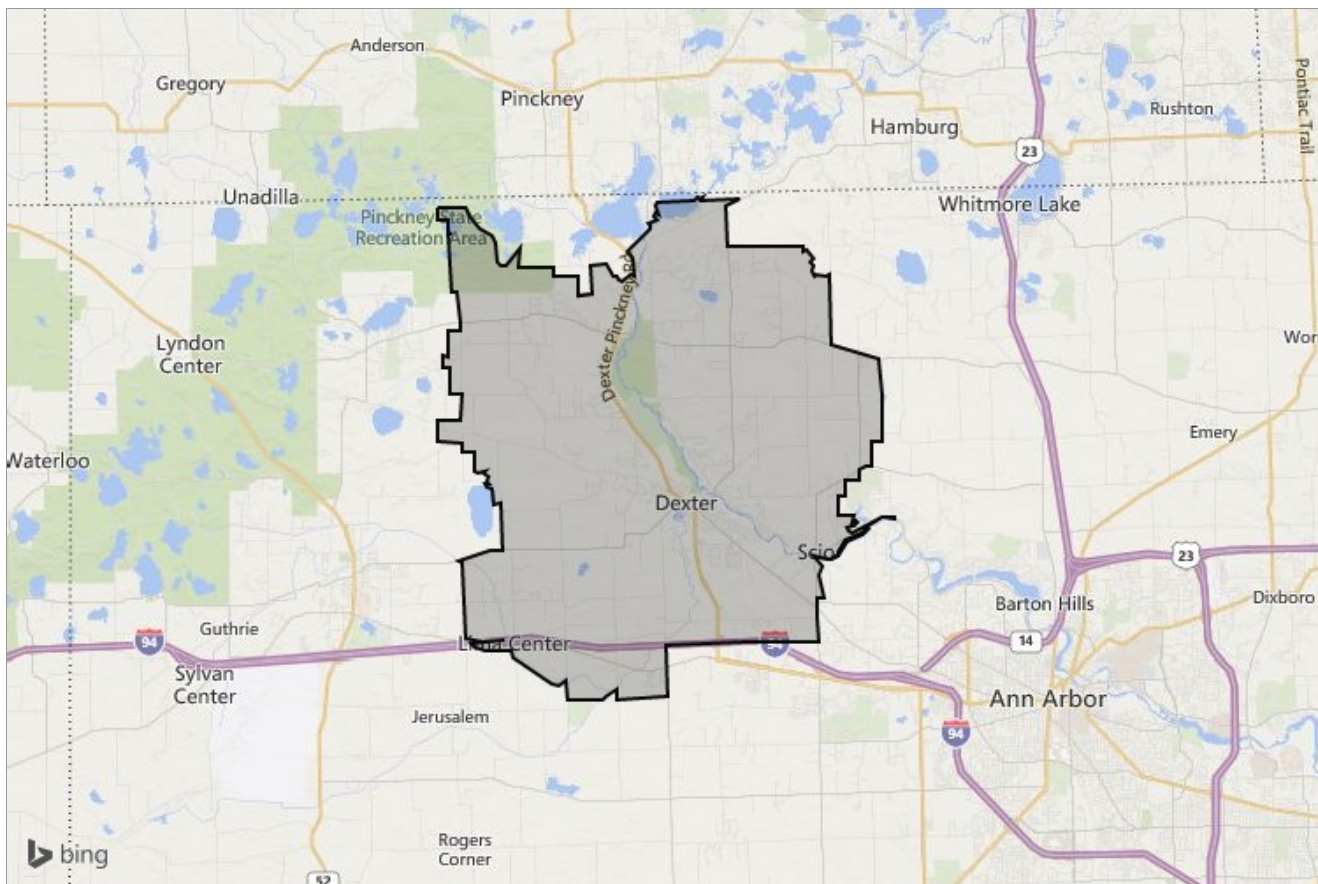 Anderson
Gregory
Pinckney
Pontiac Trail
Rushton
Hamburg
23
Unadilla
Whitmore Lake
Pinckney State
Recreation Area
Dexter Pinckney Rd
Lyndon
Center
Wor
Emery
Waterloo
Dexter
Scio
23
Barton Hills
Dixboro
Guthrie
94
14
Lima Center
94
Sylvan
Center
Ann Arbor
Jerusalem
94
Rogers
Corner
bing
52